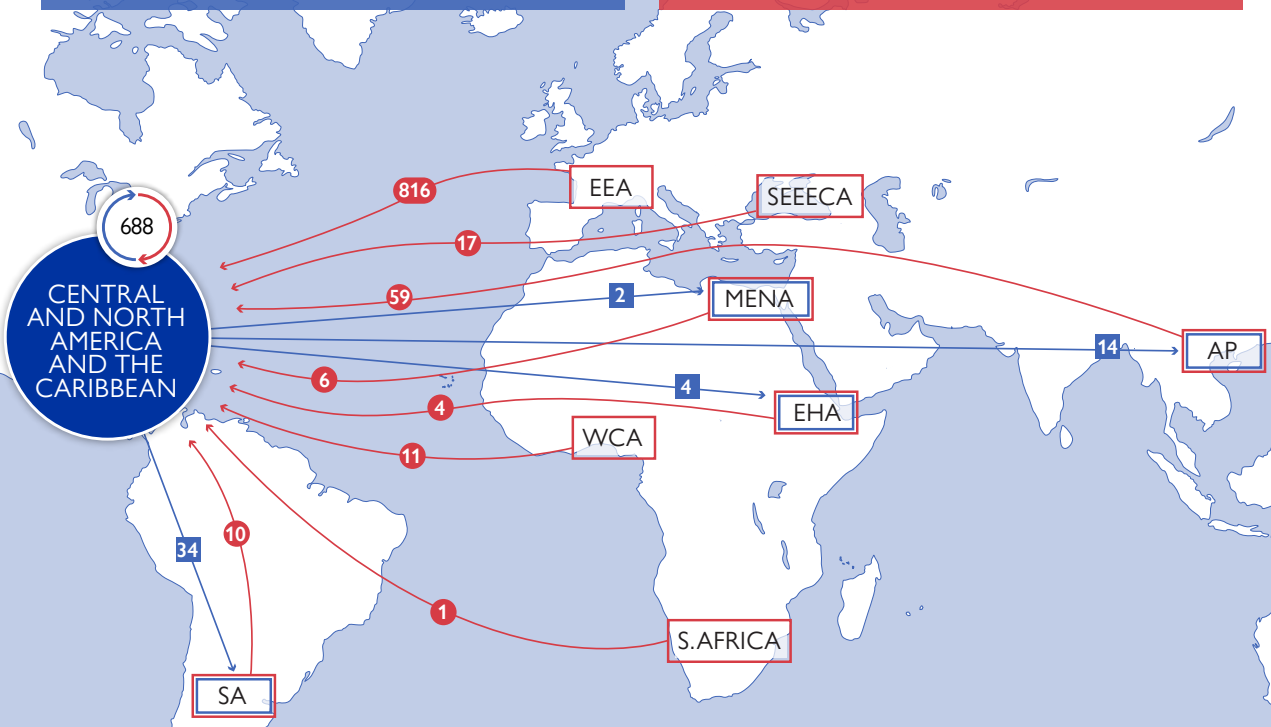 EEA
816
SEEECA
688
17
CENTRAL
AND NORTH
AMERICA
AND THE
CARIBBEAN
59
2
MENA
14
AP
6
4
4
EHA
11
WCA
10
34
1
S.AFRICA
SA